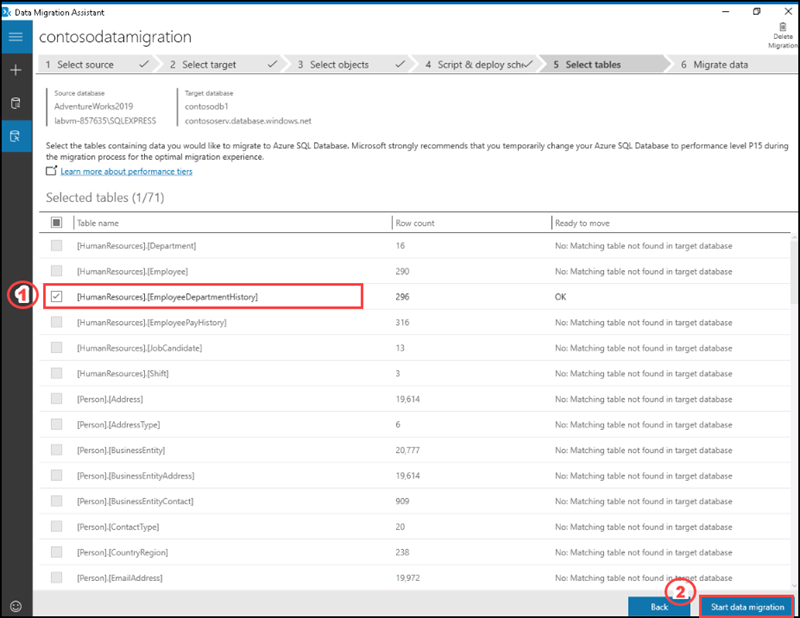 Data Migration Assistant
contosodatamigration
Delete
Migration
1 Select source 2 Select target 3 Select objects 4 Script & deploy sche 5 Select tables 6 Migrate data
Source database Target database
AdventureWorks2019 contosodb1
labvm-857635\SQLEXPRESS contososerv.database.windows.net
Select the tables containing data you would like to migrate to Azure SQL Database. Microsoft strongly recommends that you temporarily change your Azure SQL Database to performance level P15 during
the migration process for the optimal migration experience.
Learn more about performance tiers
Selected tables (1/71)
Table name Row count Ready to move
[HumanResources].[Department] 16 No: Matching table not found in target database
[HumanResources].[Employee] 290 No: Matching table not found in target database
1 [HumanResources].[EmployeeDepartmentHistory] 296 OK
[HumanResources].[EmployeePayHistory] 316 No: Matching table not found in target database
[HumanResources].[JobCandidate] 13 No: Matching table not found in target database
[HumanResources].[Shift] 3 No: Matching table not found in target database
[Person].[Address] 19,614 No: Matching table not found in target database
[Person].[AddressType] 6 No: Matching table not found in target database
[Person].[BusinessEntity] 20,777 No: Matching table not found in target database
[Person].[BusinessEntityAddress] 19,614 No: Matching table not found in target database
[Person].[BusinessEntityContact] 909 No: Matching table not found in target database
[Person].[ContactType] 20 No: Matching table not found in target database
[Person].[CountryRegion] 238 No: Matching table not found in target database
[Person].[EmailAddress] 19,972 No: Matching table not found in target database
2
Back Start data migration